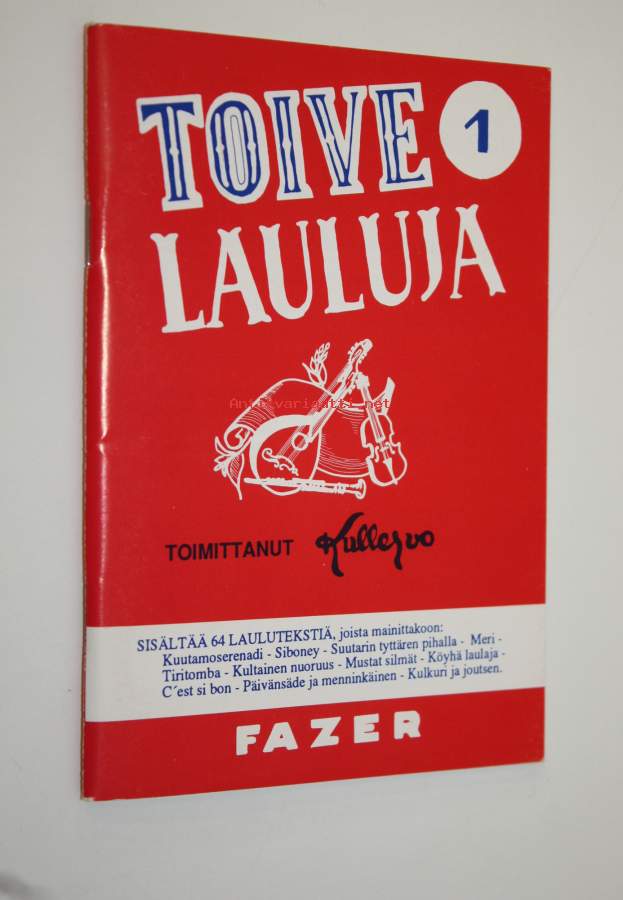 TOIVE 1
LAULUJA
Antikvariaatti.net
TOIMITTANUT Kullervo
SISÄLTÄÄ 64 LAULUTEKSTIÄ, joista mainittakoon:
Kuutamoserenadi - Siboney - Suutarin tyttären pihalla - Meri -
Tiritomba - Kultainen nuoruus - Mustat silmät - Köyhä laulaja -
C´est si bon - Päivänsäde ja menninkäinen - Kulkuri ja joutsen.
FAZER